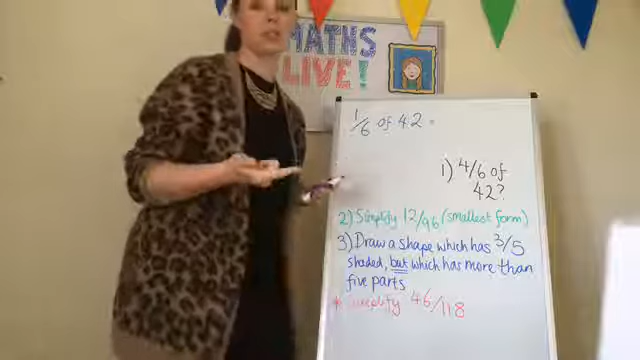 MATHS
LIVE!
1/6 of 42 =
1) 4/6 of
42?
2) Simplify 12/96 (smallest form)
3) Draw a shape which has 3/5
shaded, but which has more than
five parts
* Simplify 46/118